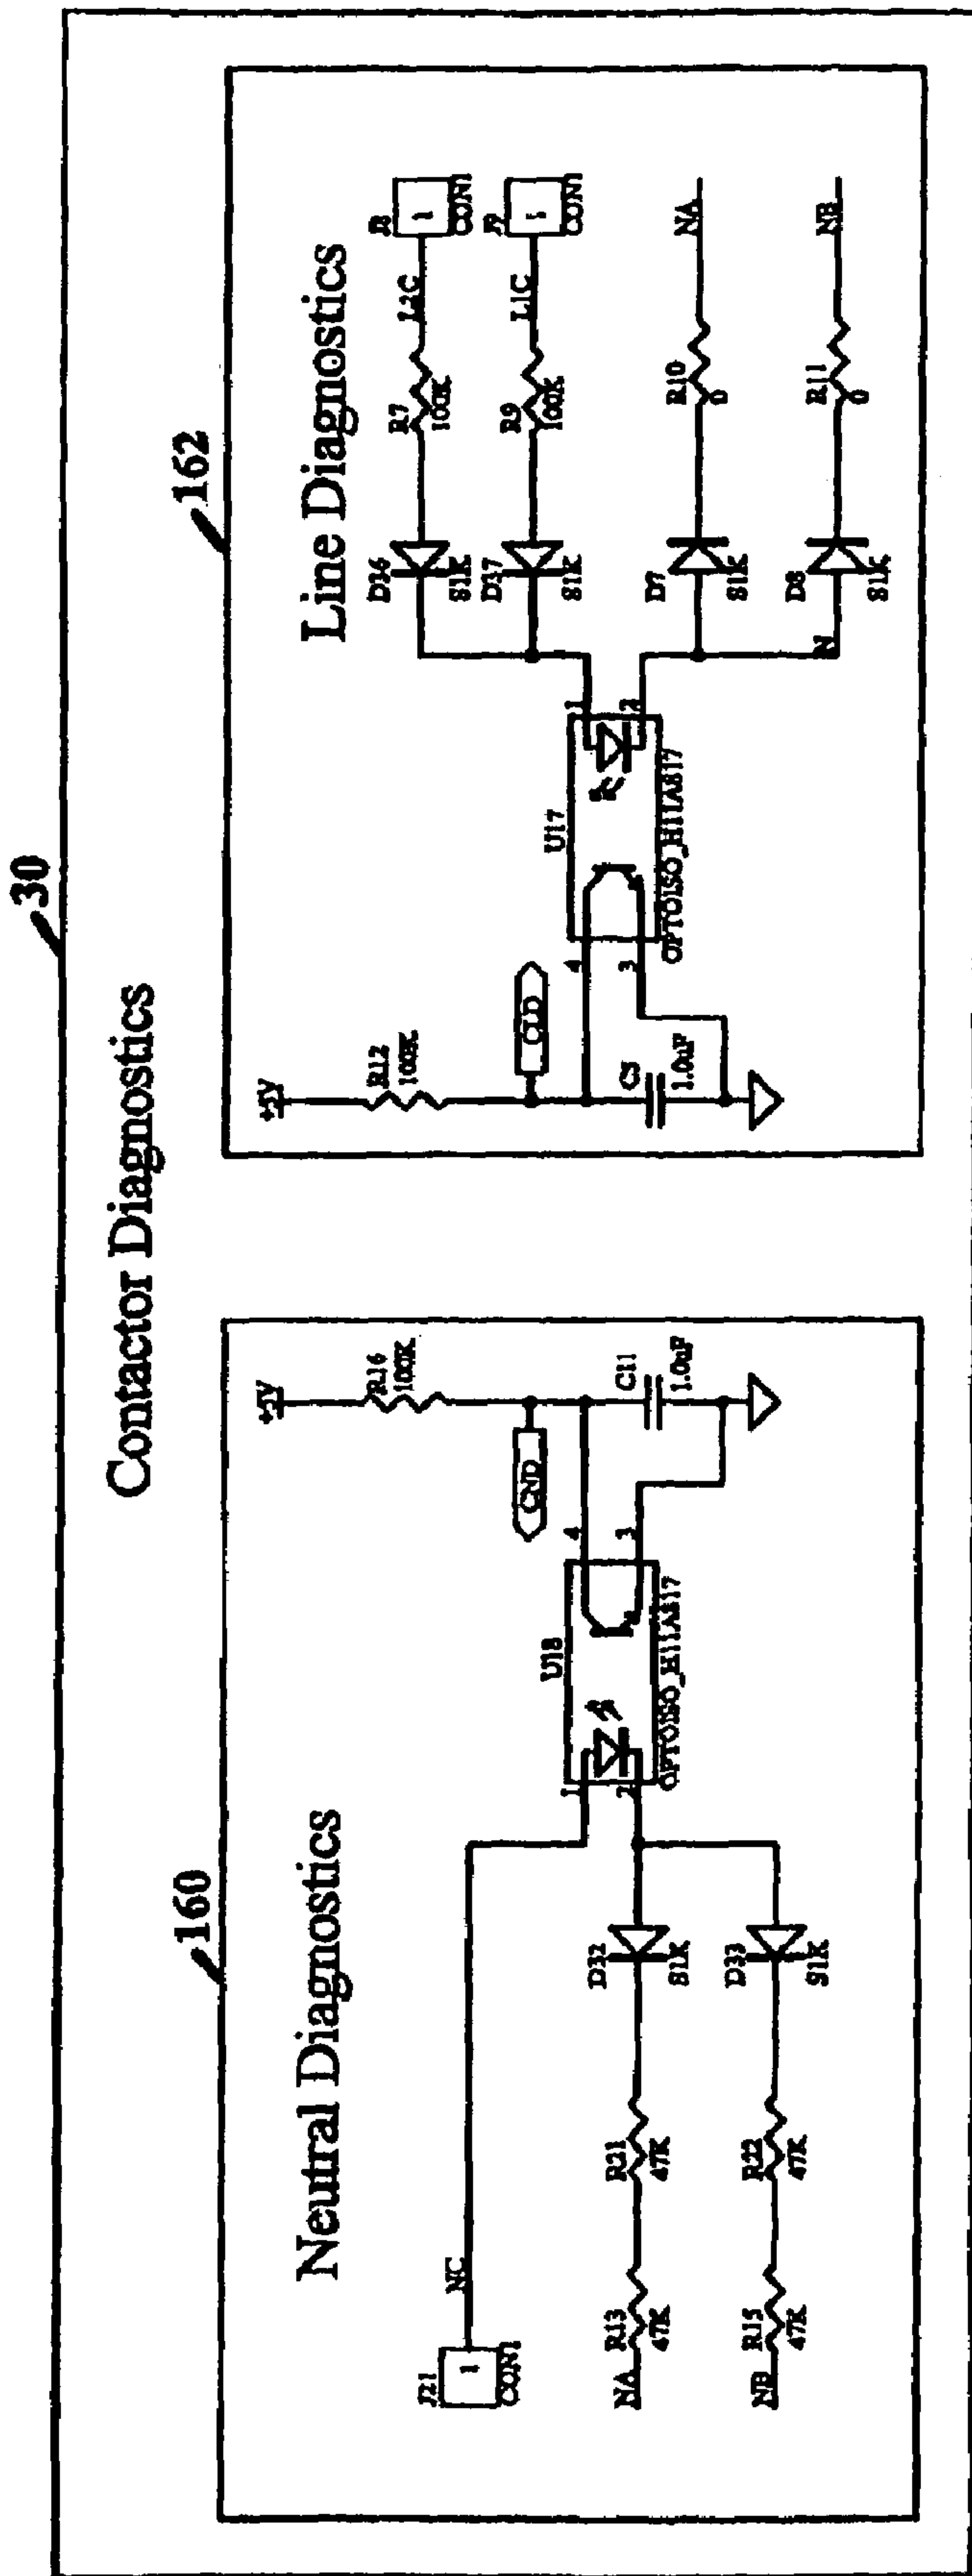 30
Contactor Diagnostics
160
Neutral Diagnostics
J21
1
CON1
NC
NA
R13
47K
R21
47K
D32
S1K
NB
R15
47K
R22
47K
D33
S1K
U18
1
2
4
3
OPTOISO_H11A817
CND
+5V
R16
100K
C11
1.0uF
162
Line Diagnostics
+5V
R12
100K
CLD
C5
1.0uF
U17
4
3
1
2
OPTOISO_H11A817
D36
S1K
R7
100K
L2C
J8
1
CON1
D37
S1K
R9
100K
L1C
J9
1
CON1
D7
S1K
R10
0
NA
N
D8
S1K
R11
0
NB